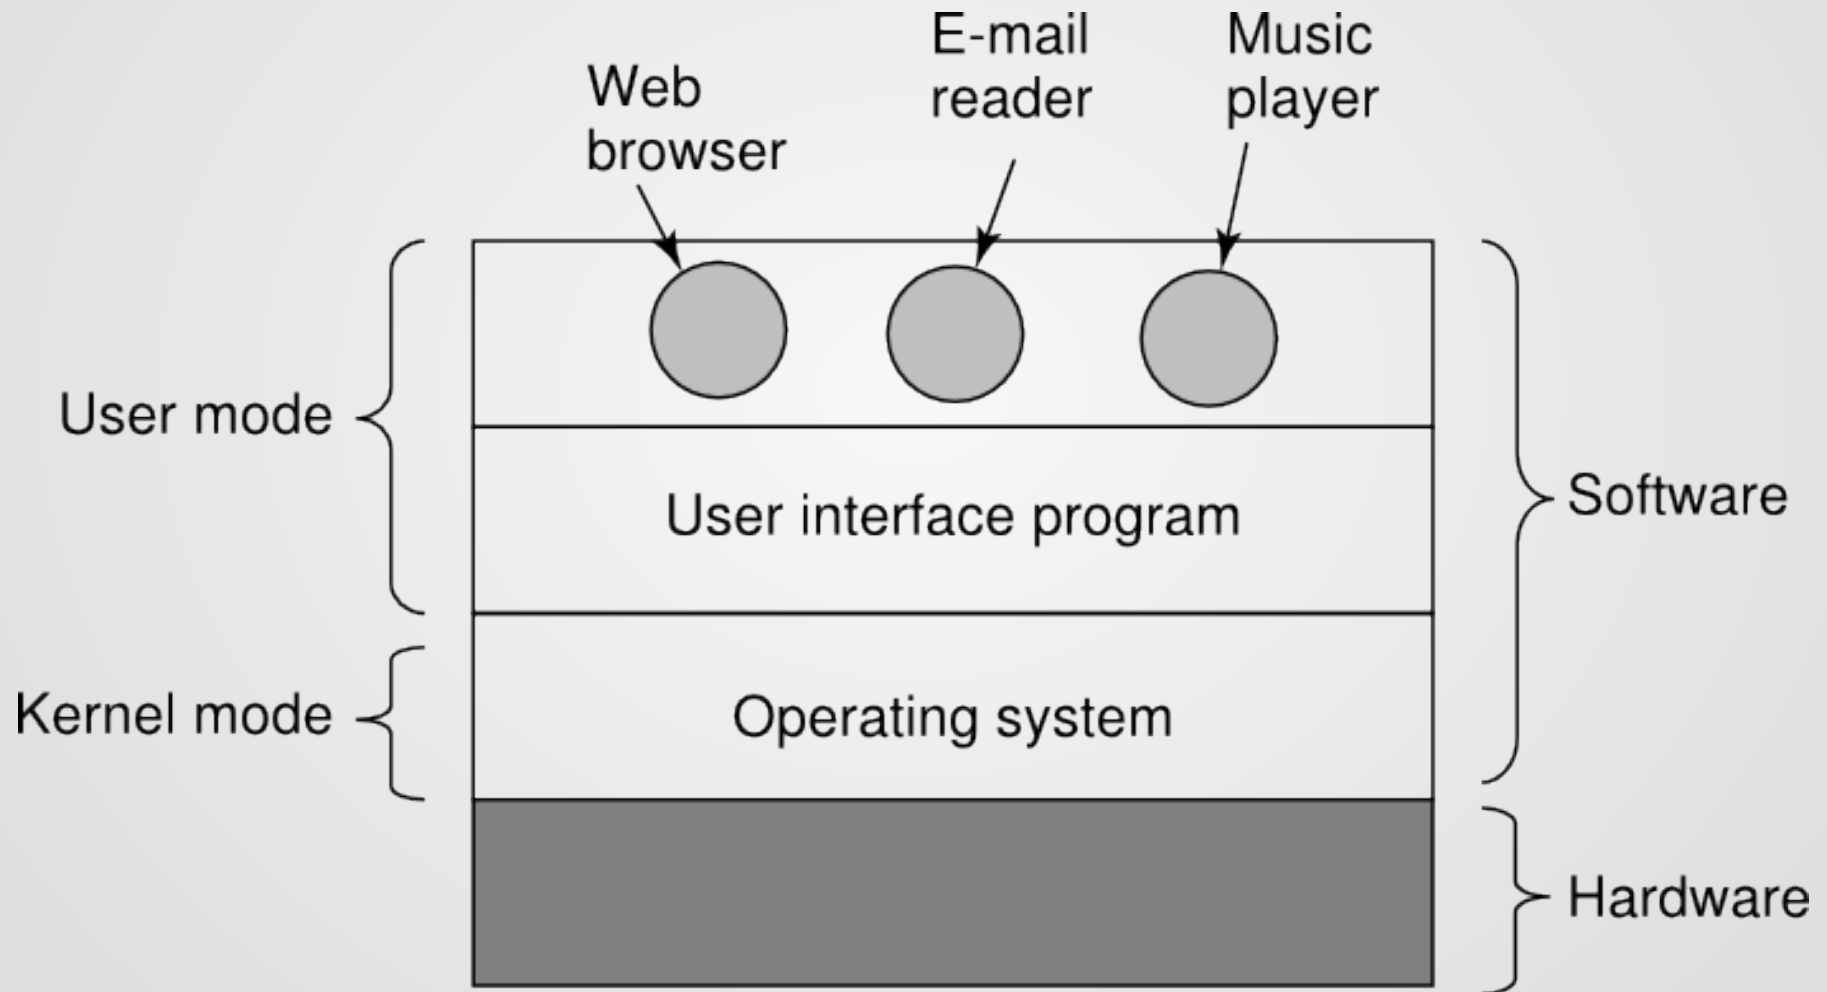 Web
browser
E-mail
reader
Music
player
User mode
User interface program
Software
Kernel mode
Operating system
Hardware